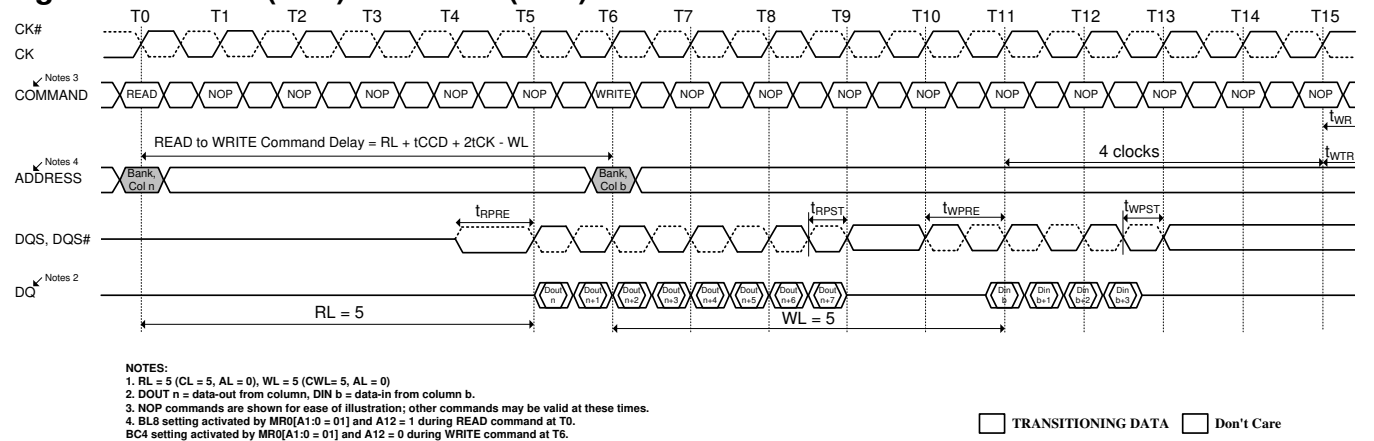 T0 T1 T2 T3 T4 T5 T6 T7 T8 T9 T10 T11 T12 T13 T14 T15
CK#
CK
Notes 3
COMMAND READ NOP NOP NOP NOP NOP WRITE NOP NOP NOP NOP NOP NOP NOP NOP NOP
tWR
READ to WRITE Command Delay = RL + tCCD + 2tCK - WL
4 clocks
tWTR
Notes 4
ADDRESS
Bank, Col n
Bank, Col b
tRPRE tRPST tWPRE tWPST
DQS, DQS#
Notes 2
DQ
Dout n
Dout n+1
Dout n+2
Dout n+3
Dout n+4
Dout n+5
Dout n+6
Dout n+7
Din b
Din b+1
Din b+2
Din b+3
RL = 5
WL = 5
NOTES:
1. RL = 5 (CL = 5, AL = 0), WL = 5 (CWL= 5, AL = 0)
2. DOUT n = data-out from column, DIN b = data-in from column b.
3. NOP commands are shown for ease of illustration; other commands may be valid at these times.
4. BL8 setting activated by MR0[A1:0 = 01] and A12 = 1 during READ command at T0.
BC4 setting activated by MR0[A1:0 = 01] and A12 = 0 during WRITE command at T6.
TRANSITIONING DATA Don't Care